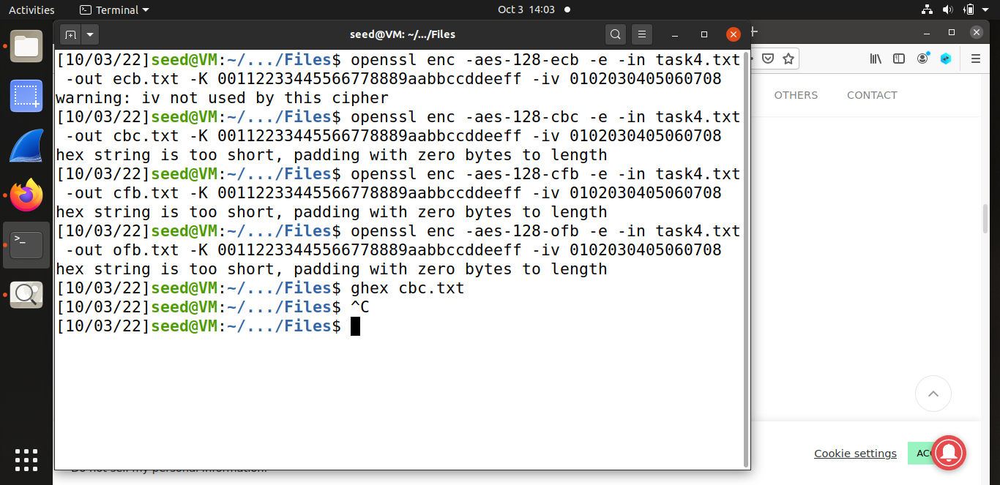 Activities Terminal Oct 3 14:03
seed@VM: ~/.../Files
[10/03/22]seed@VM:~/.../Files$ openssl enc -aes-128-ecb -e -in task4.txt
-out ecb.txt -K 00112233445566778889aabbccddeeff -iv 0102030405060708
warning: iv not used by this cipher
[10/03/22]seed@VM:~/.../Files$ openssl enc -aes-128-cbc -e -in task4.txt
-out cbc.txt -K 00112233445566778889aabbccddeeff -iv 0102030405060708
hex string is too short, padding with zero bytes to length
[10/03/22]seed@VM:~/.../Files$ openssl enc -aes-128-cfb -e -in task4.txt
-out cfb.txt -K 00112233445566778889aabbccddeeff -iv 0102030405060708
hex string is too short, padding with zero bytes to length
[10/03/22]seed@VM:~/.../Files$ openssl enc -aes-128-ofb -e -in task4.txt
-out ofb.txt -K 00112233445566778889aabbccddeeff -iv 0102030405060708
hex string is too short, padding with zero bytes to length
[10/03/22]seed@VM:~/.../Files$ ghex cbc.txt
[10/03/22]seed@VM:~/.../Files$ ^C
[10/03/22]seed@VM:~/.../Files$
OTHERS CONTACT
Cookie settings
Do not sell my personal information.